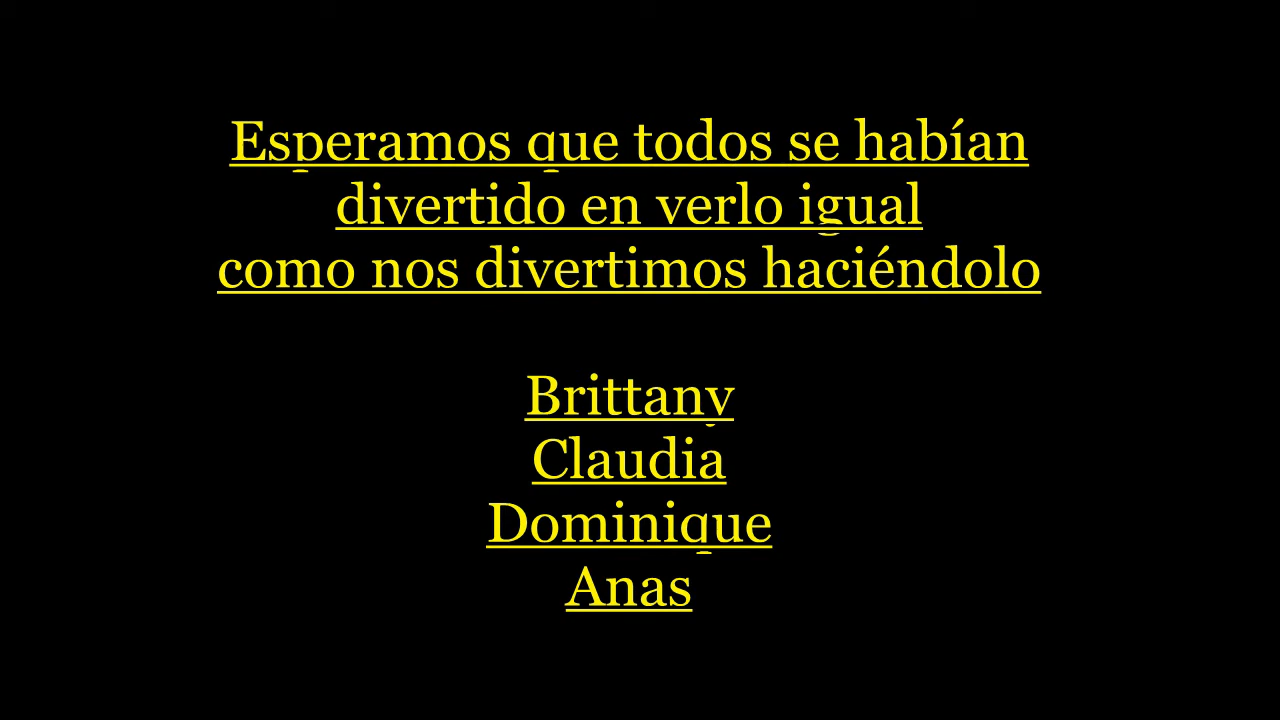 Esperamos que todos se habían
divertido en verlo igual
como nos divertimos haciéndolo
Brittany
Claudia
Dominique
Anas